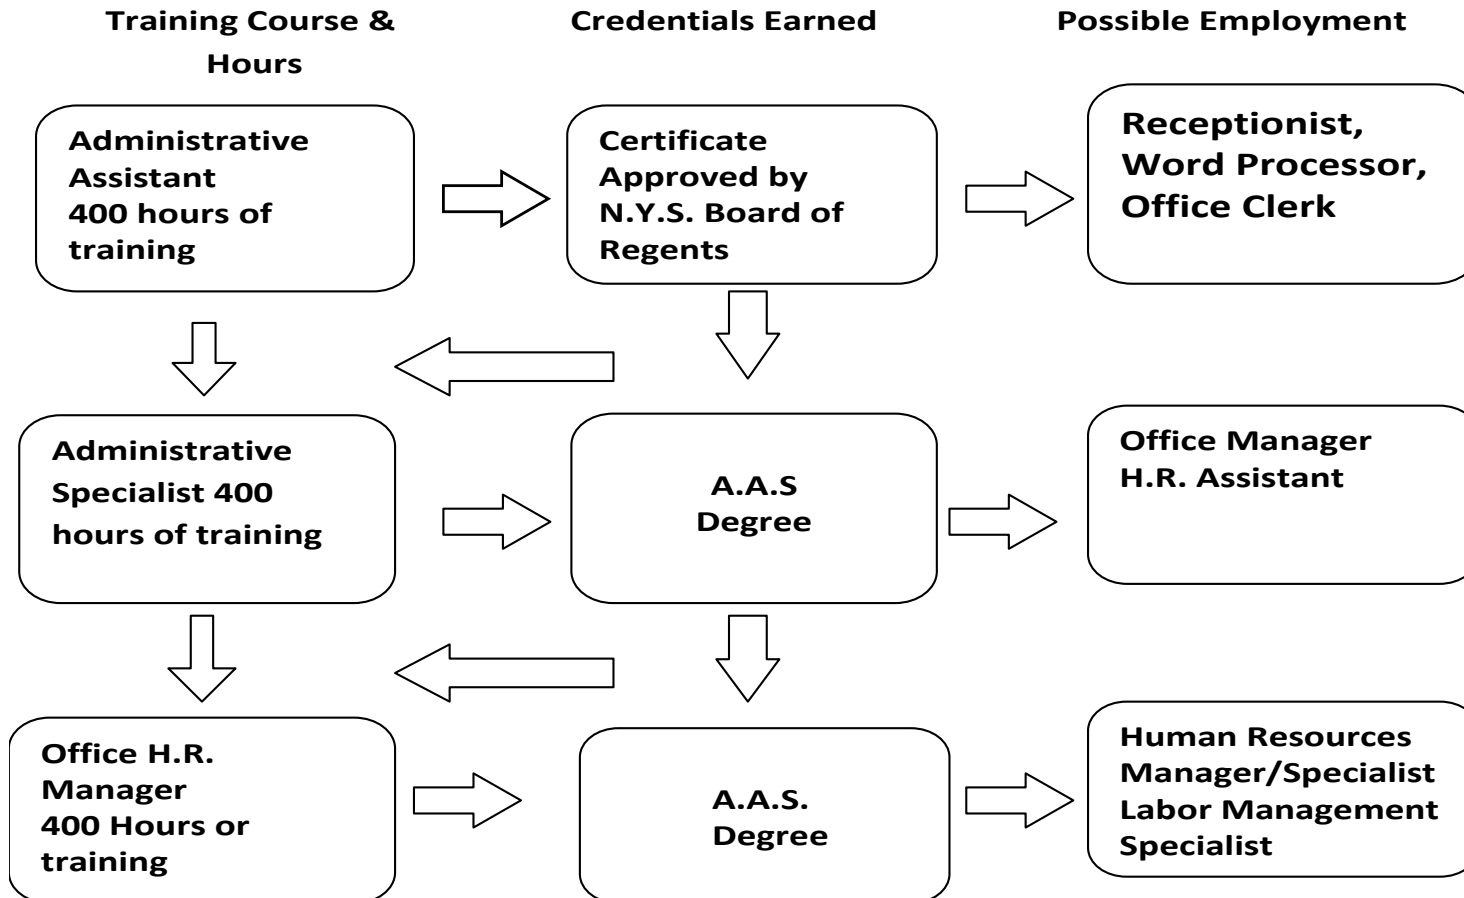 Training Course &
Hours
Credentials Earned
Possible Employment
Administrative
Assistant
400 hours of
training
Certificate
Approved by
N.Y.S. Board of
Regents
Receptionist,
Word Processor,
Office Clerk
Administrative
Specialist 400
hours of training
A.A.S
Degree
Office Manager
H.R. Assistant
Office H.R.
Manager
400 Hours or
training
A.A.S.
Degree
Human Resources
Manager/Specialist
Labor Management
Specialist